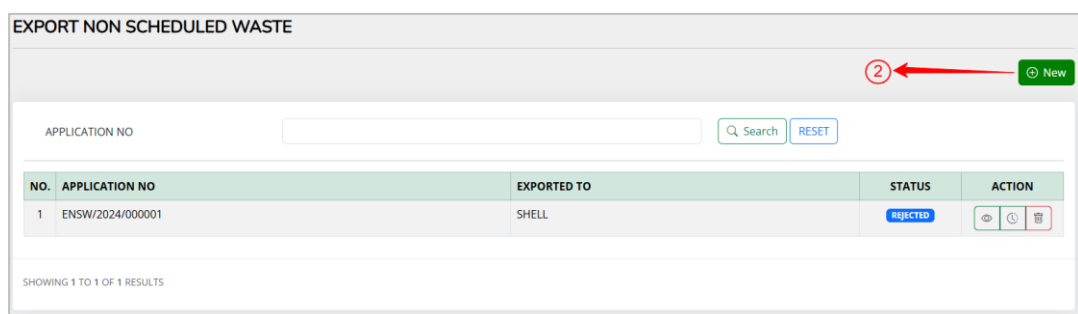 EXPORT NON SCHEDULED WASTE
2 New
APPLICATION NO Search RESET
NO. APPLICATION NO EXPORTED TO STATUS ACTION
1 ENSW/2024/000001 SHELL REJECTED
SHOWING 1 TO 1 OF 1 RESULTS